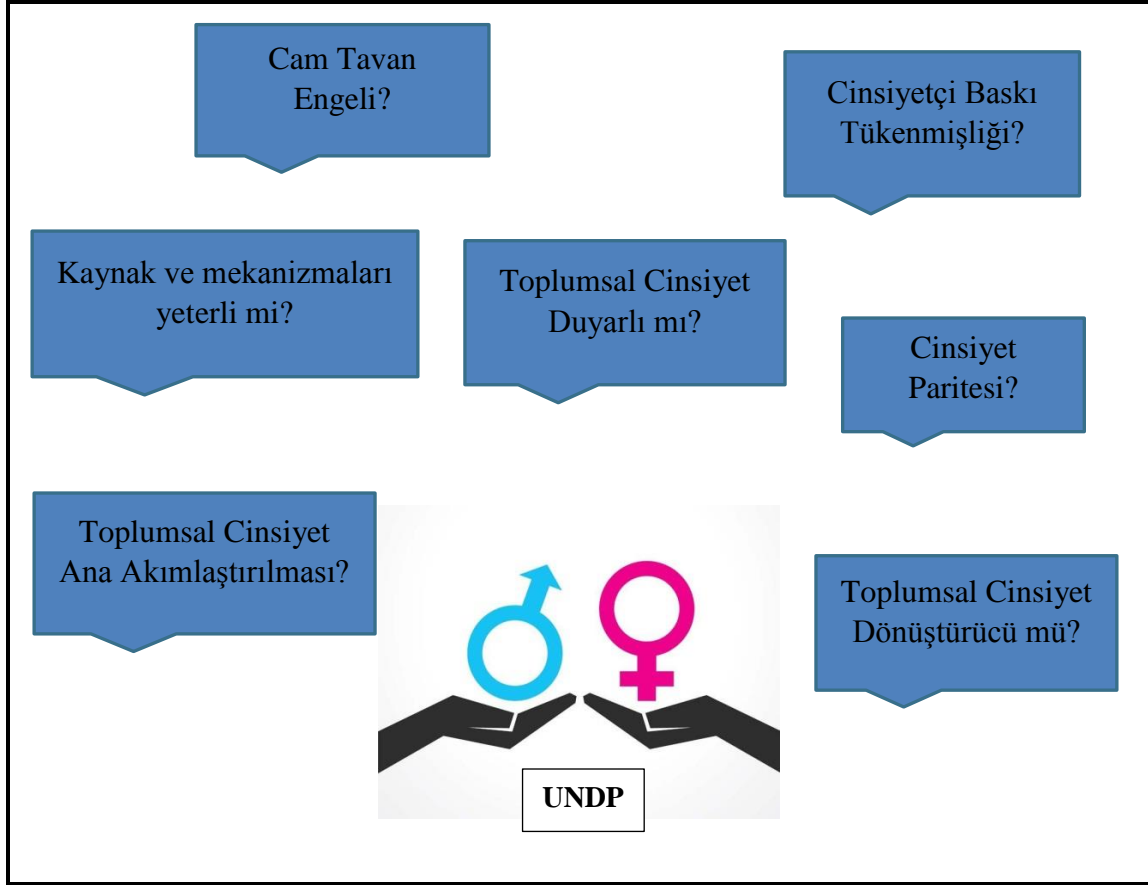 Cam Tavan
Engeli?
Cinsiyetçi Baskı
Tükenmişliği?
Kaynak ve mekanizmaları
yeterli mi?
Toplumsal Cinsiyet
Duyarlı mı?
Cinsiyet
Paritesi?
Toplumsal Cinsiyet
Ana Akımlaştırılması?
Toplumsal Cinsiyet
Dönüştürücü mü?
UNDP